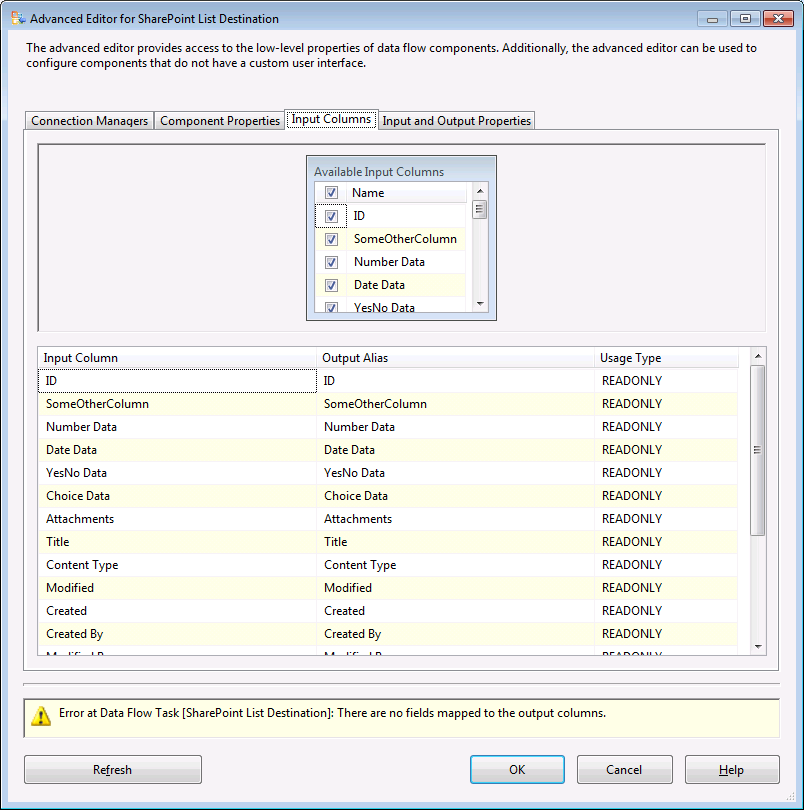 Advanced Editor for SharePoint List Destination
The advanced editor provides access to the low-level properties of data flow components. Additionally, the advanced editor can be used to
configure components that do not have a custom user interface.
Connection Managers Component Properties Input Columns Input and Output Properties
Available Input Columns
Name
ID
SomeOtherColumn
Number Data
Date Data
YesNo Data
Input Column Output Alias Usage Type
ID ID READONLY
SomeOtherColumn SomeOtherColumn READONLY
Number Data Number Data READONLY
Date Data Date Data READONLY
YesNo Data YesNo Data READONLY
Choice Data Choice Data READONLY
Attachments Attachments READONLY
Title Title READONLY
Content Type Content Type READONLY
Modified Modified READONLY
Created Created READONLY
Created By Created By READONLY
Error at Data Flow Task [SharePoint List Destination]: There are no fields mapped to the output columns.
Refresh OK Cancel Help